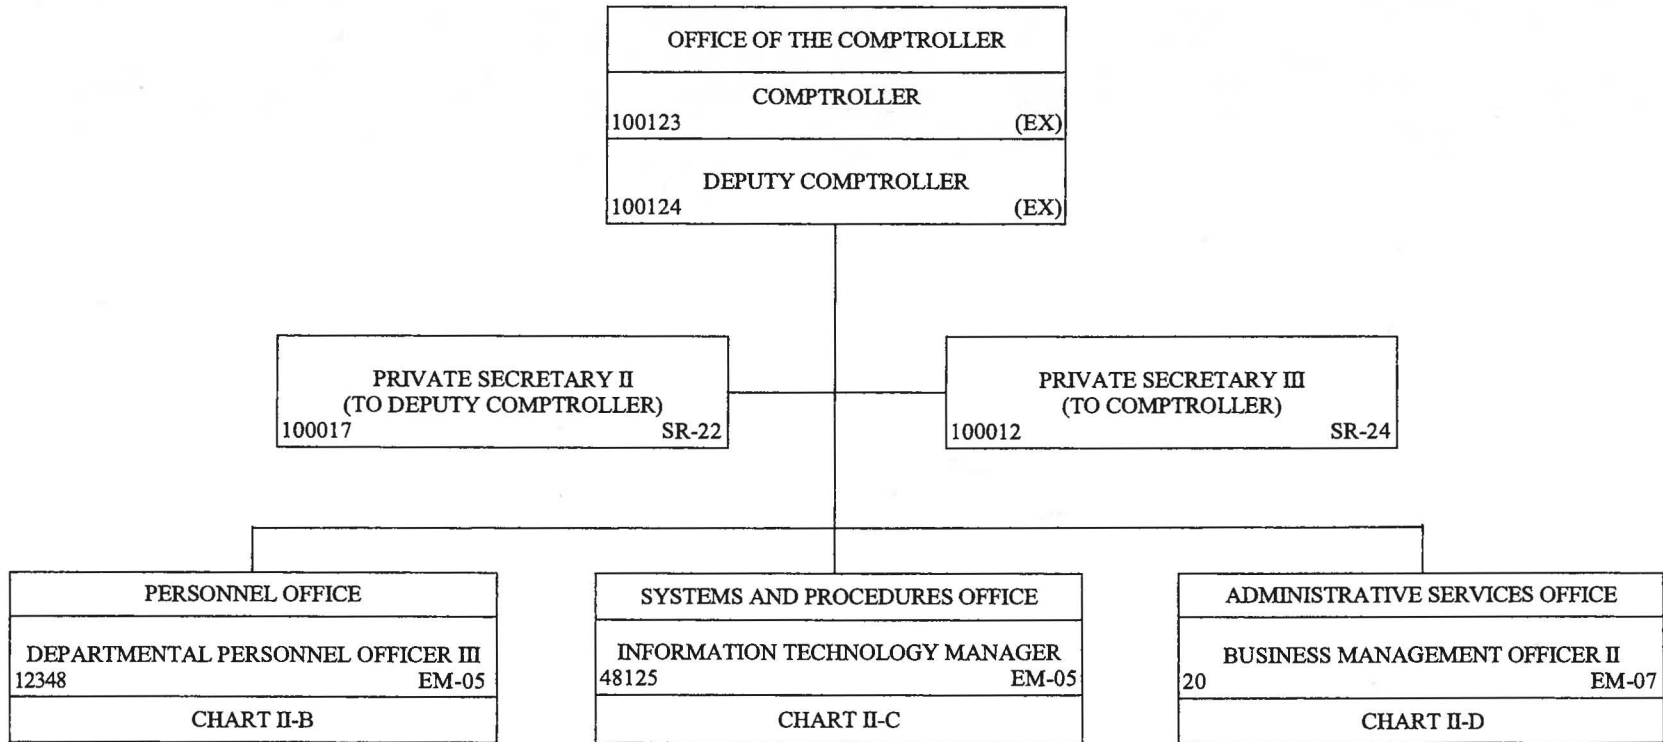 OFFICE OF THE COMPTROLLER
COMPTROLLER
100123 (EX)
DEPUTY COMPTROLLER
100124 (EX)
PRIVATE SECRETARY II
(TO DEPUTY COMPTROLLER)
100017 SR-22
PRIVATE SECRETARY III
(TO COMPTROLLER)
100012 SR-24
PERSONNEL OFFICE
DEPARTMENTAL PERSONNEL OFFICER III
12348 EM-05
CHART II-B
SYSTEMS AND PROCEDURES OFFICE
INFORMATION TECHNOLOGY MANAGER
48125 EM-05
CHART II-C
ADMINISTRATIVE SERVICES OFFICE
BUSINESS MANAGEMENT OFFICER II
20 EM-07
CHART II-D